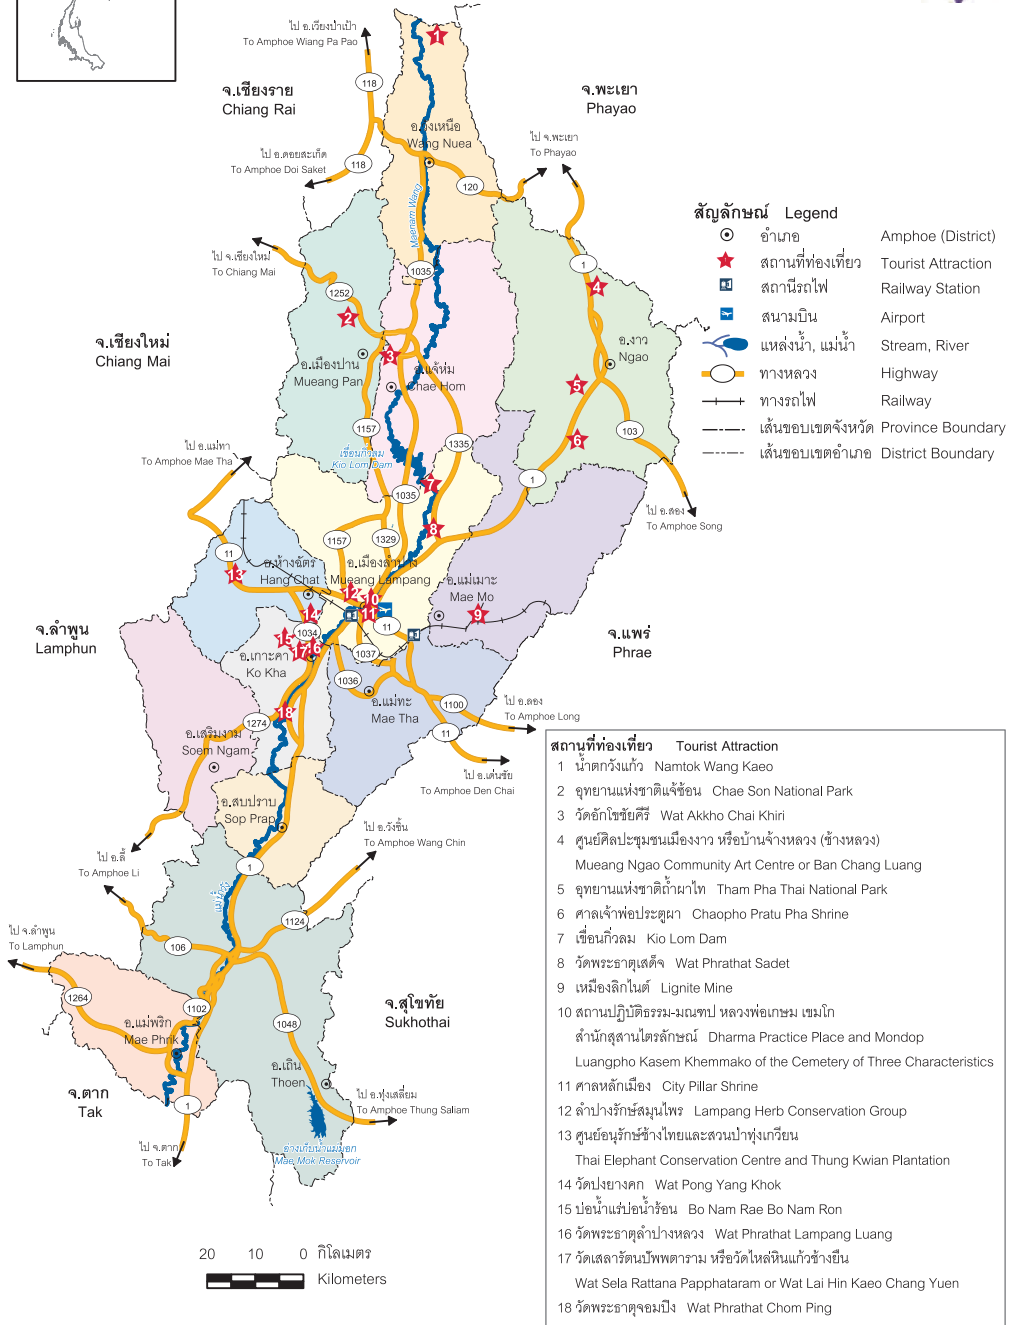 ไป อ.เวียงป่าเป้า
To Amphoe Wiang Pa Pao
1
118
จ.เชียงราย
Chiang Rai
จ.พะเยา
Phayao
อ.วังเหนือ
Wang Nuea
ไป จ.พะเยา
To Phayao
ไป อ.ดอยสะเก็ด
To Amphoe Doi Saket
118
120
Maenam Wang
สัญลักษณ์ Legend
อำเภอ Amphoe (District)
สถานที่ท่องเที่ยว Tourist Attraction
สถานีรถไฟ Railway Station
สนามบิน Airport
แหล่งน้ำ, แม่น้ำ Stream, River
ทางหลวง Highway
ทางรถไฟ Railway
เส้นขอบเขตจังหวัด Province Boundary
เส้นขอบเขตอำเภอ District Boundary
ไป จ.เชียงใหม่
To Chiang Mai
1035
1
1252
4
2
จ.เชียงใหม่
Chiang Mai
3
อ.เมืองปาน
Mueang Pan
อ.แจ้ห่ม
Chae Hom
อ.งาว
Ngao
5
1157
103
6
1335
ไป อ.แม่ทา
To Amphoe Mae Tha
เขื่อนกิ่วลม
Kio Lom Dam
7
1
1035
ไป อ.สอง
To Amphoe Song
8
1157
1329
11
13
อ.ห้างฉัตร
Hang Chat
อ.เมืองลำปาง
Mueang Lampang
อ.แม่เมาะ
Mae Mo
12
10
11
14
9
11
จ.ลำพูน
Lamphun
1034
15
17
16
จ.แพร่
Phrae
อ.เกาะคา
Ko Kha
1037
1036
อ.แม่ทะ
Mae Tha
1100
ไป อ.ลอง
To Amphoe Long
18
1274
11
อ.เสริมงาม
Soem Ngam
ไป อ.เด่นชัย
To Amphoe Den Chai
อ.สบปราบ
Sop Prap
ไป อ.วังชิ้น
To Amphoe Wang Chin
ไป อ.ลี้
To Amphoe Li
1
แม่น้ำวัง
1124
ไป จ.ลำพูน
To Lamphun
106
1264
1102
จ.สุโขทัย
Sukhothai
อ.แม่พริก
Mae Phrik
1048
อ.เถิน
Thoen
จ.ตาก
Tak
1
ไป อ.ทุ่งเสลี่ยม
To Amphoe Thung Saliam
ไป จ.ตาก
To Tak
อ่างเก็บน้ำแม่มอก
Mae Mok Reservoir
20 10 0 กิโลเมตร
Kilometers
สถานที่ท่องเที่ยว Tourist Attraction
1 น้ำตกวังแก้ว Namtok Wang Kaeo
2 อุทยานแห่งชาติแจ้ซ้อน Chae Son National Park
3 วัดอักโขชัยคีรี Wat Akkho Chai Khiri
4 ศูนย์ศิลปะชุมชนเมืองงาว หรือบ้านจ้างหลวง (ช้างหลวง)
Mueang Ngao Community Art Centre or Ban Chang Luang
5 อุทยานแห่งชาติถ้ำผาไท Tham Pha Thai National Park
6 ศาลเจ้าพ่อประตูผา Chaopho Pratu Pha Shrine
7 เขื่อนกิ่วลม Kio Lom Dam
8 วัดพระธาตุเสด็จ Wat Phrathat Sadet
9 เหมืองลิกไนต์ Lignite Mine
10 สถานปฏิบัติธรรม-มณฑป หลวงพ่อเกษม เขมโก
สำนักสุสานไตรลักษณ์ Dharma Practice Place and Mondop
Luangpho Kasem Khemmako of the Cemetery of Three Characteristics
11 ศาลหลักเมือง City Pillar Shrine
12 ลำปางรักษ์สมุนไพร Lampang Herb Conservation Group
13 ศูนย์อนุรักษ์ช้างไทยและสวนป่าทุ่งเกวียน
Thai Elephant Conservation Centre and Thung Kwian Plantation
14 วัดปงยางคก Wat Pong Yang Khok
15 บ่อน้ำแร่บ่อน้ำร้อน Bo Nam Rae Bo Nam Ron
16 วัดพระธาตุลำปางหลวง Wat Phrathat Lampang Luang
17 วัดเสลารัตนปัพพตาราม หรือวัดไหล่หินแก้วช้างยืน
Wat Sela Rattana Papphataram or Wat Lai Hin Kaeo Chang Yuen
18 วัดพระธาตุจอมปิง Wat Phrathat Chom Ping